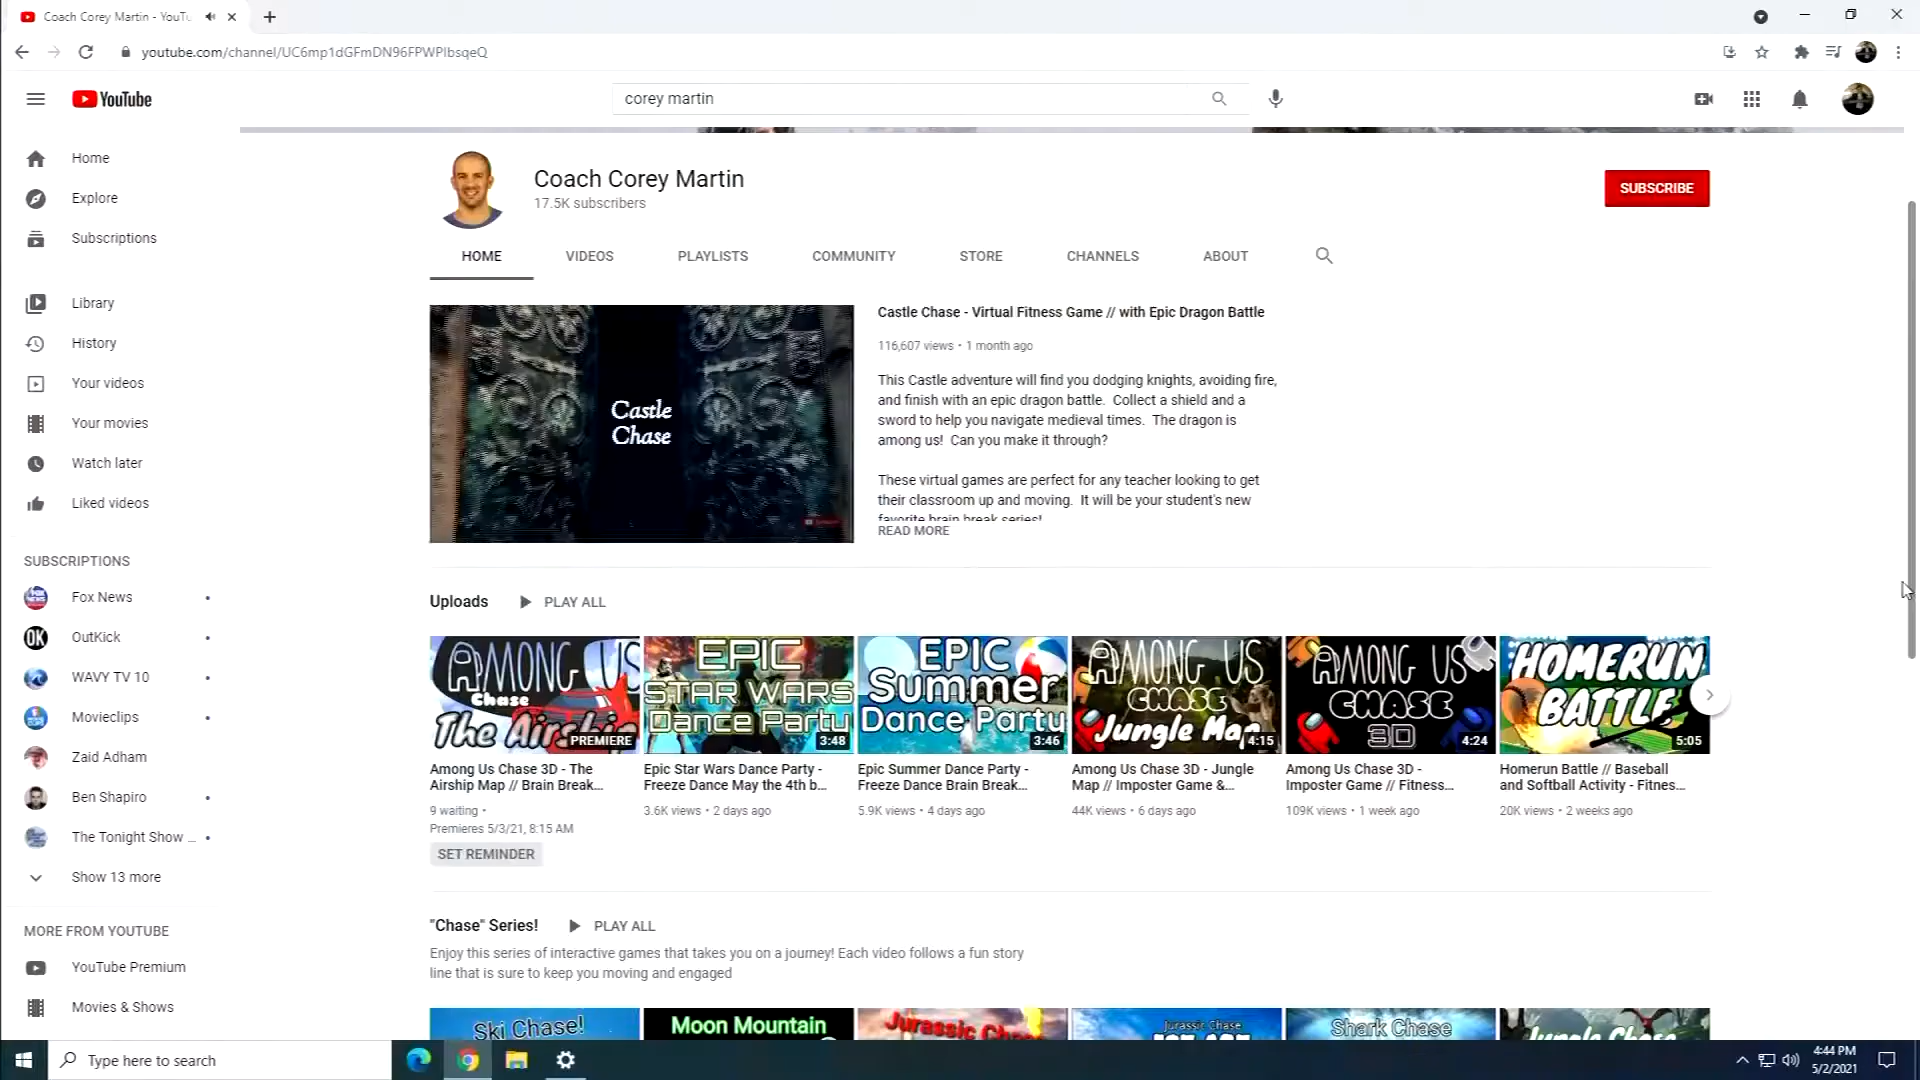 Coach Corey Martin - YouTu
youtube.com/channel/UC6mp1dGFmDN96FPWPIbsqeQ
YouTube
corey martin
Home
Explore
Subscriptions
Library
History
Your videos
Your movies
Watch later
Liked videos
SUBSCRIPTIONS
Fox News
OutKick
WAVY TV 10
Movieclips
Zaid Adham
Ben Shapiro
The Tonight Show ...
Show 13 more
MORE FROM YOUTUBE
YouTube Premium
Movies & Shows
Coach Corey Martin
17.5K subscribers
SUBSCRIBE
HOME VIDEOS PLAYLISTS COMMUNITY STORE CHANNELS ABOUT
Castle
Chase
Castle Chase - Virtual Fitness Game // with Epic Dragon Battle
116,607 views • 1 month ago
This Castle adventure will find you dodging knights, avoiding fire,
and finish with an epic dragon battle. Collect a shield and a
sword to help you navigate medieval times. The dragon is
among us! Can you make it through?
These virtual games are perfect for any teacher looking to get
their classroom up and moving. It will be your student's new
favorite brain break series!
READ MORE
Uploads PLAY ALL
AMONG US
Chase
The Airship
PREMIERE
Among Us Chase 3D - The
Airship Map // Brain Break...
9 waiting •
Premieres 5/3/21, 8:15 AM
SET REMINDER
EPIC
STAR WARS
Dance Party
3:48
Epic Star Wars Dance Party -
Freeze Dance May the 4th b...
3.6K views • 2 days ago
EPIC
Summer
Dance Party
3:46
Epic Summer Dance Party -
Freeze Dance Brain Break...
5.9K views • 4 days ago
AMONG US
CHASE
Jungle Map
4:15
Among Us Chase 3D - Jungle
Map // Imposter Game &...
44K views • 6 days ago
AMONG US
CHASE
3D
4:24
Among Us Chase 3D -
Imposter Game // Fitness...
109K views • 1 week ago
HOMERUN
BATTLE
5:05
Homerun Battle // Baseball
and Softball Activity - Fitnes...
20K views • 2 weeks ago
"Chase" Series! PLAY ALL
Enjoy this series of interactive games that takes you on a journey! Each video follows a fun story
line that is sure to keep you moving and engaged
Ski Chase!
Moon Mountain
Jurassic Chase
Jurassic Chase
Shark Chase
Jungle Chase
Type here to search
4:44 PM
5/2/2021